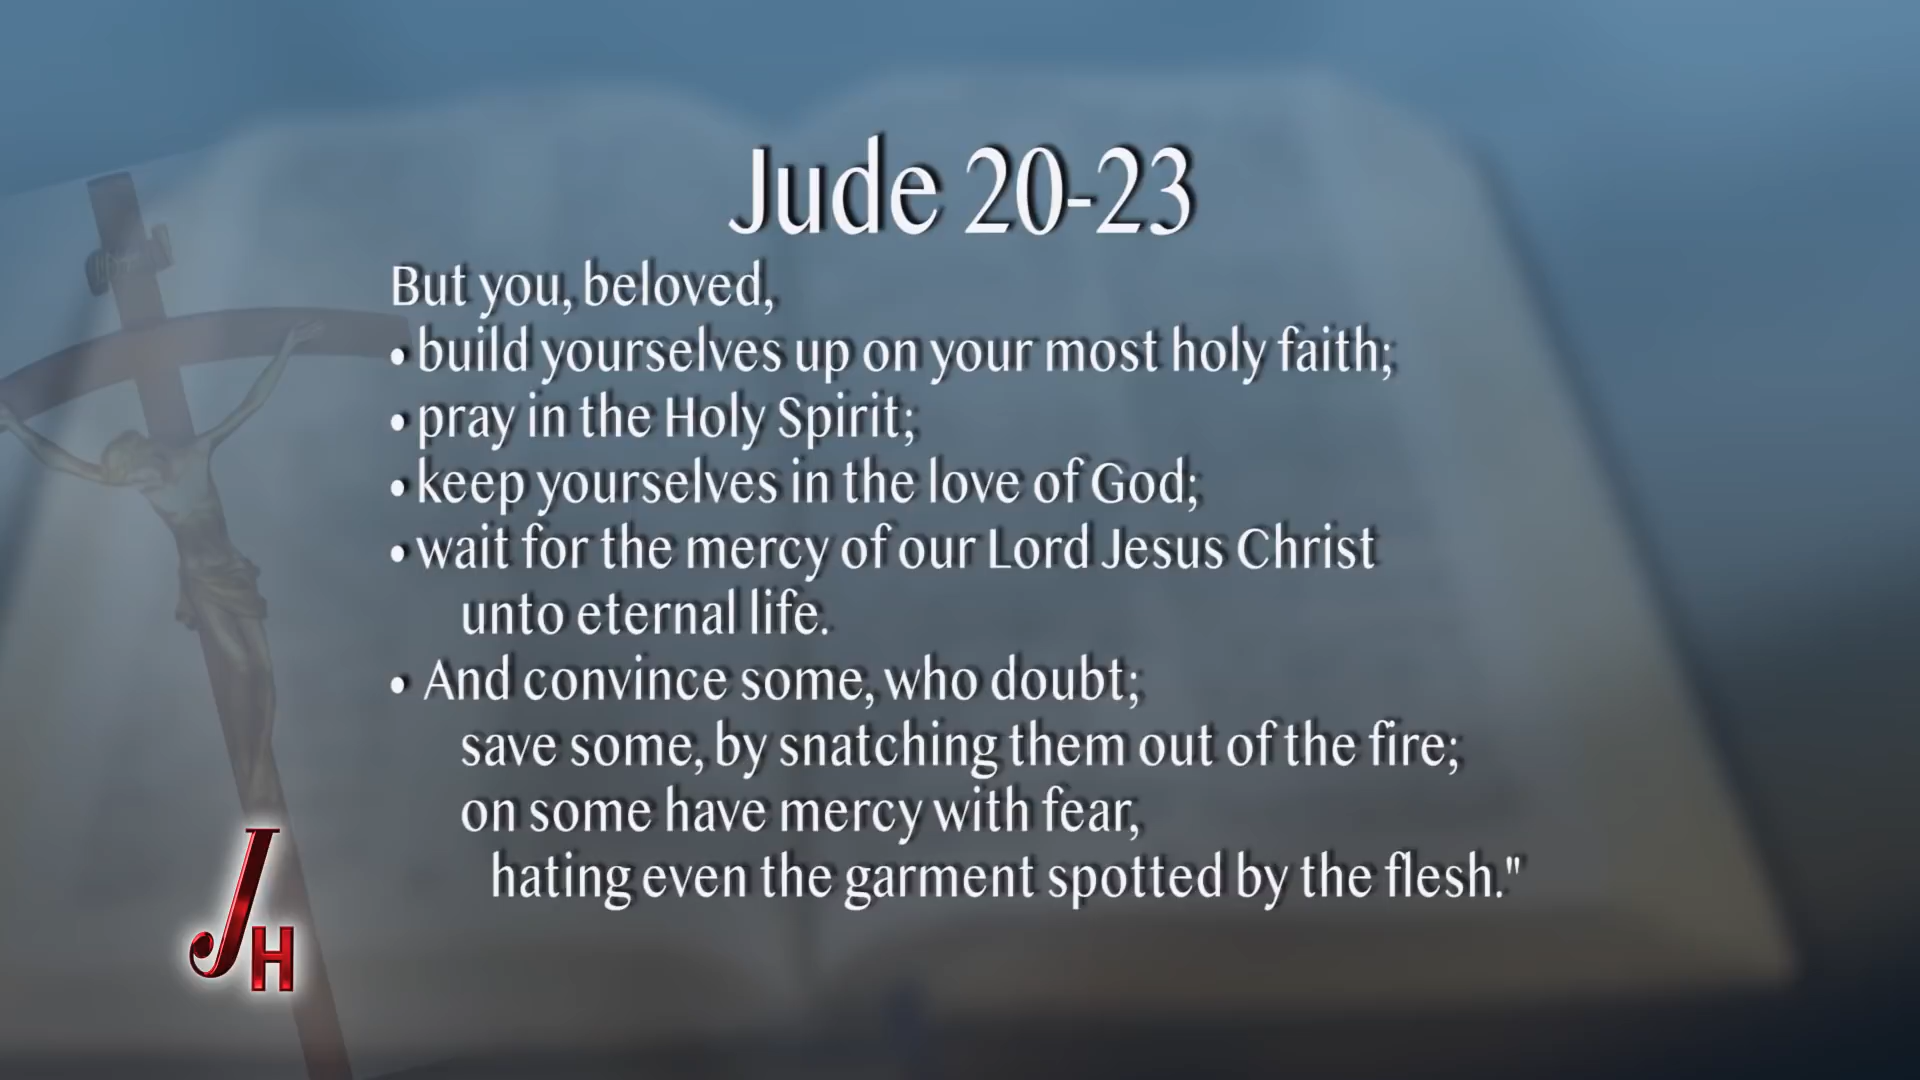 Jude 20-23
But you, beloved,
• build yourselves up on your most holy faith;
• pray in the Holy Spirit;
• keep yourselves in the love of God;
• wait for the mercy of our Lord Jesus Christ
unto eternal life.
• And convince some, who doubt;
save some, by snatching them out of the fire;
on some have mercy with fear,
hating even the garment spotted by the flesh."
JH